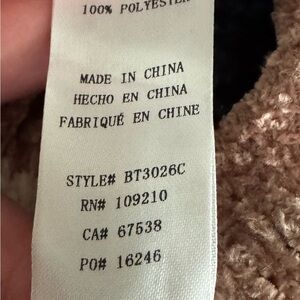 100% POLYESTER
MADE IN CHINA
HECHO EN CHINA
FABRIQUÉ EN CHINE
STYLE# BT3026C
RN# 109210
CA# 67538
PO# 16246